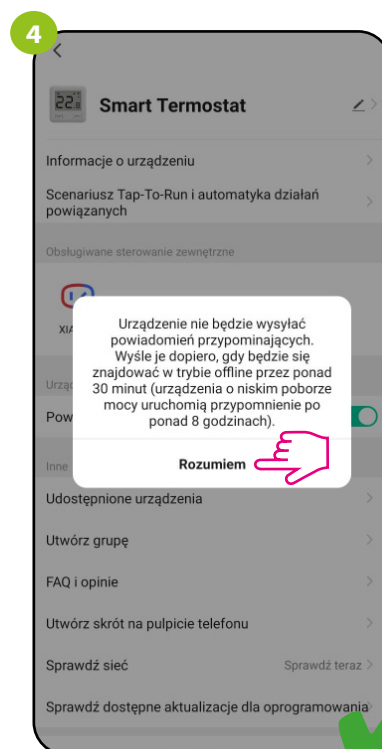 4
22
Smart Termostat
Informacje o urządzeniu
Scenariusz Tap-To-Run i automatyka działań
powiązanych
Obsługiwane sterowanie zewnętrzne
Urządzenie nie będzie wysyłać
powiadomień przypominających.
Wyśle je dopiero, gdy będzie się
znajdować w trybie offline przez ponad
30 minut (urządzenia o niskim poborze
mocy uruchomią przypomnienie po
ponad 8 godzinach).
Rozumiem
Inne
Udostępnione urządzenia
Utwórz grupę
FAQ i opinie
Utwórz skrót na pulpicie telefonu
Sprawdź sieć Sprawdź teraz
Sprawdź dostępne aktualizacje dla oprogramowania